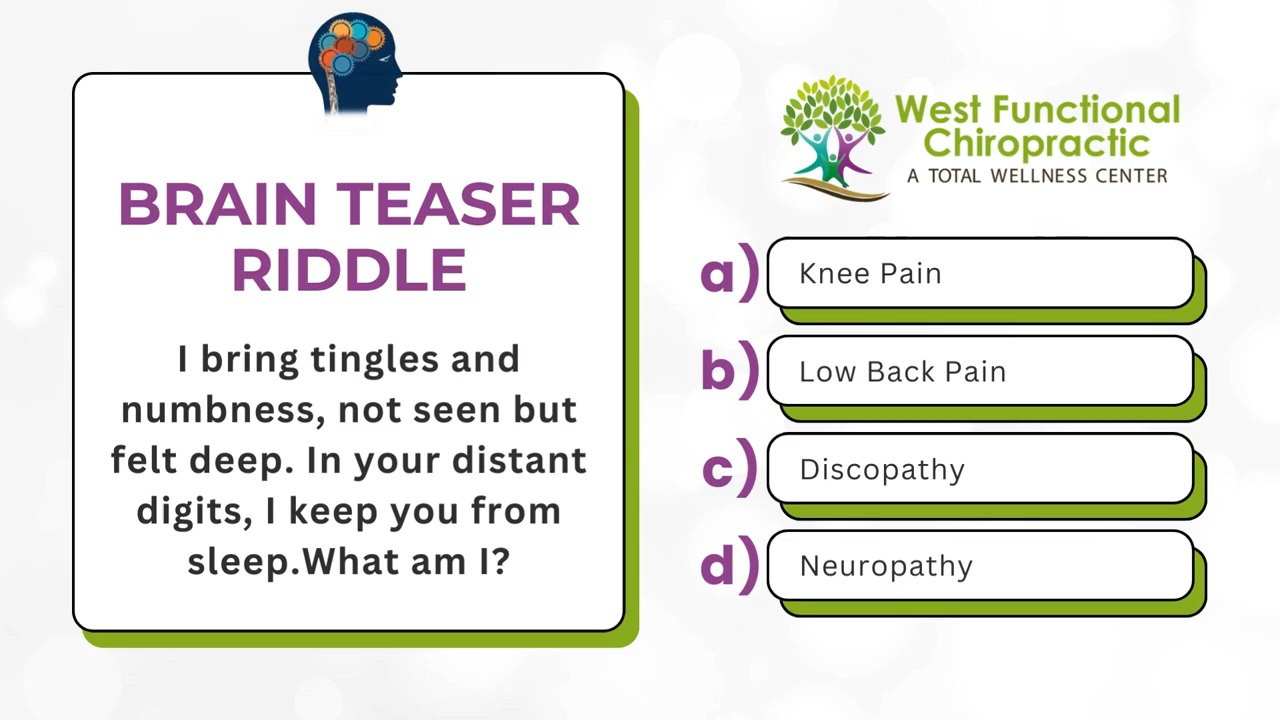 BRAIN TEASER
RIDDLE
I bring tingles and
numbness, not seen but
felt deep. In your distant
digits, I keep you from
sleep.What am I?
West Functional
Chiropractic
A TOTAL WELLNESS CENTER
a) Knee Pain
b) Low Back Pain
c) Discopathy
d) Neuropathy